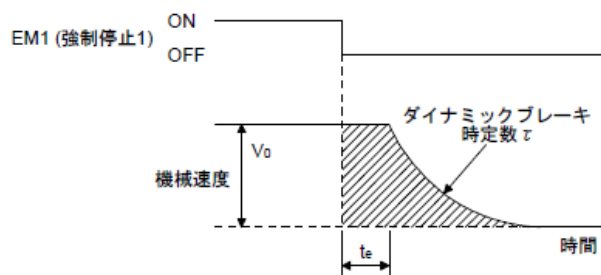 ON
EM1 (強制停止1)
OFF
ダイナミックブレーキ
時定数τ
V₀
機械速度
時間
tₑ